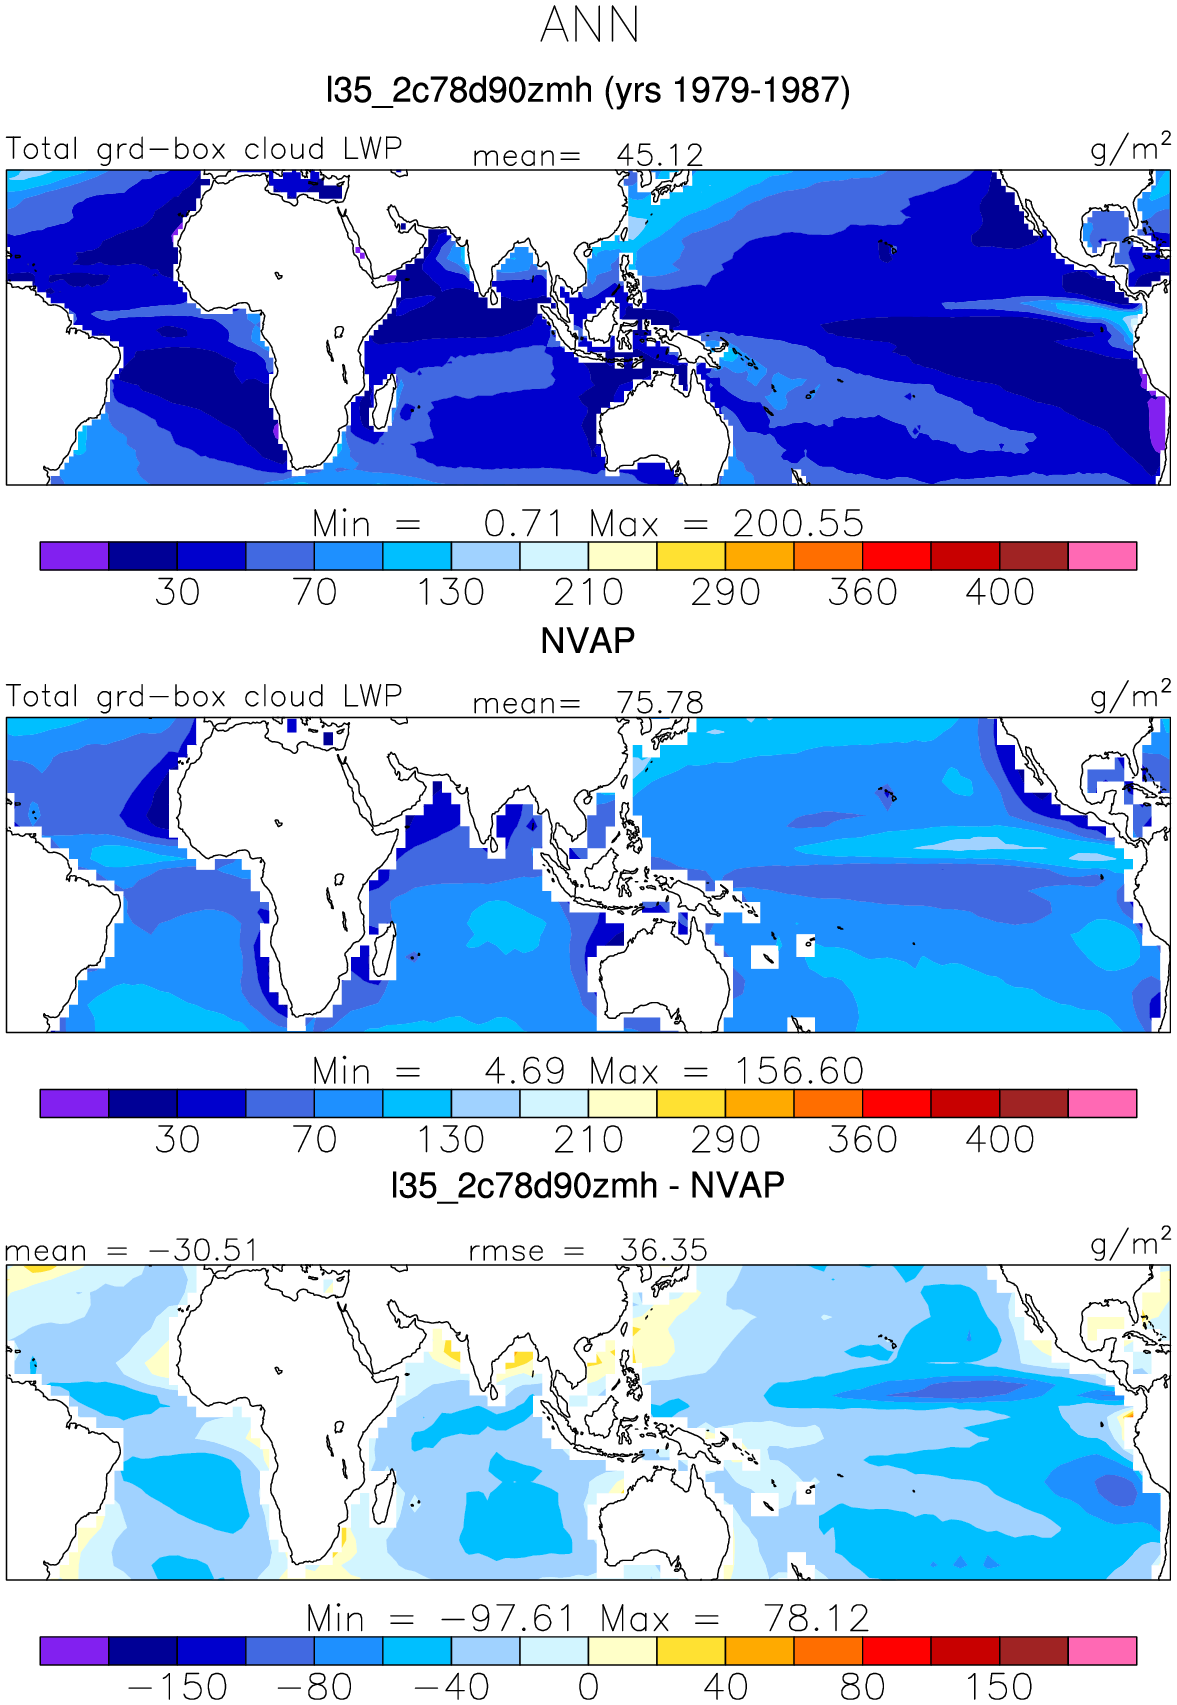 ANN
l35_2c78d90zmh (yrs 1979-1987)
Total grd-box cloud LWP mean= 45.12 g/m²
Min = 0.71 Max = 200.55
30 70 130 210 290 360 400
NVAP
Total grd-box cloud LWP mean= 75.78 g/m²
Min = 4.69 Max = 156.60
30 70 130 210 290 360 400
l35_2c78d90zmh - NVAP
mean = -30.51 rmse = 36.35 g/m²
Min = -97.61 Max = 78.12
-150 -80 -40 0 40 80 150